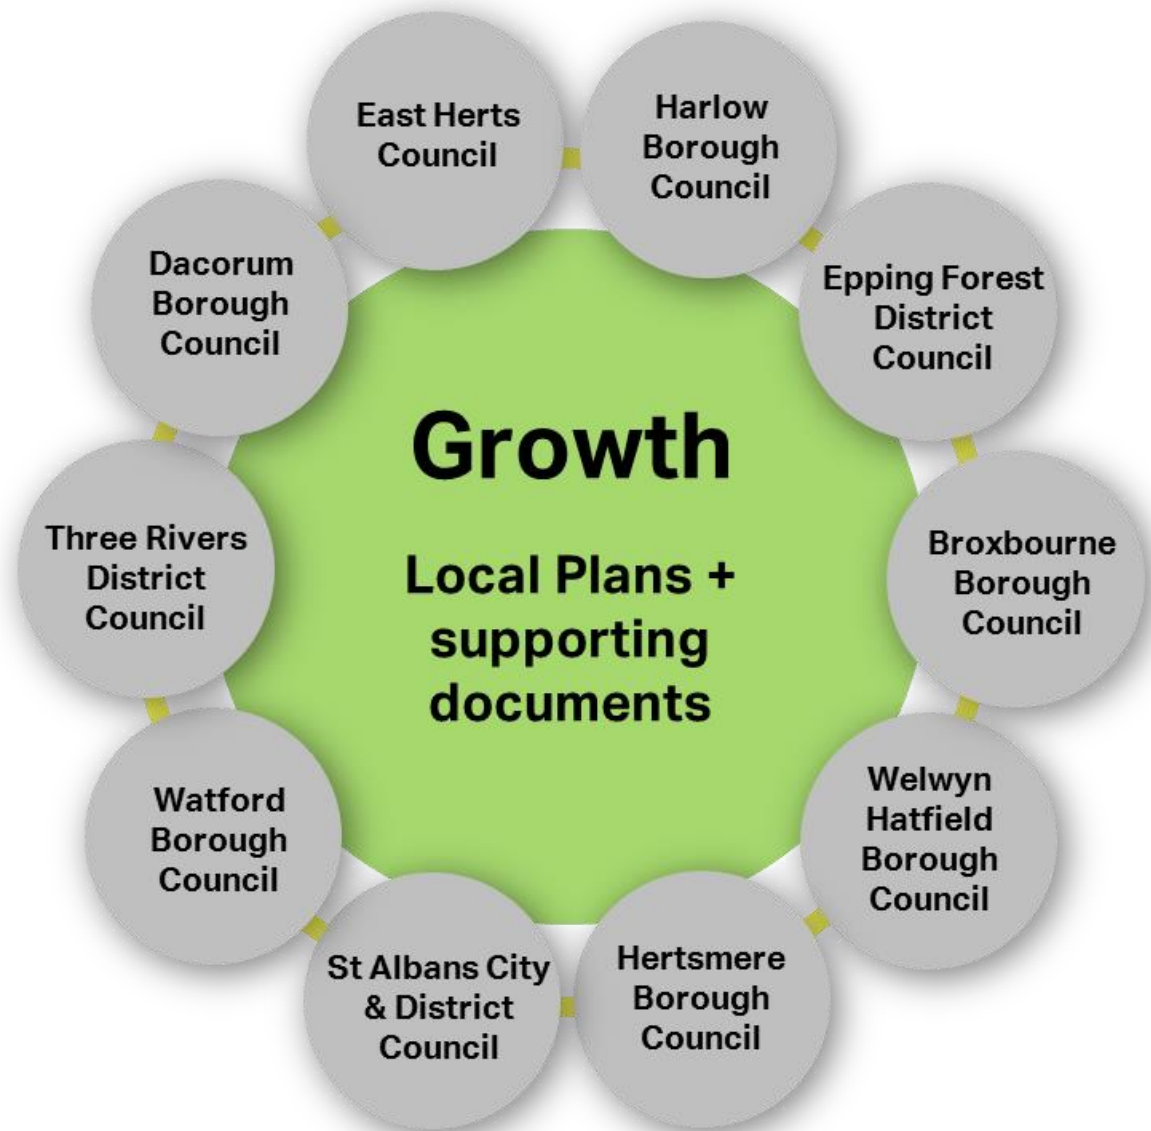 East Herts
Council
Harlow
Borough
Council
Epping Forest
District
Council
Broxbourne
Borough
Council
Welwyn
Hatfield
Borough
Council
Hertsmere
Borough
Council
St Albans City
& District
Council
Watford
Borough
Council
Three Rivers
District
Council
Dacorum
Borough
Council
Growth
Local Plans +
supporting
documents